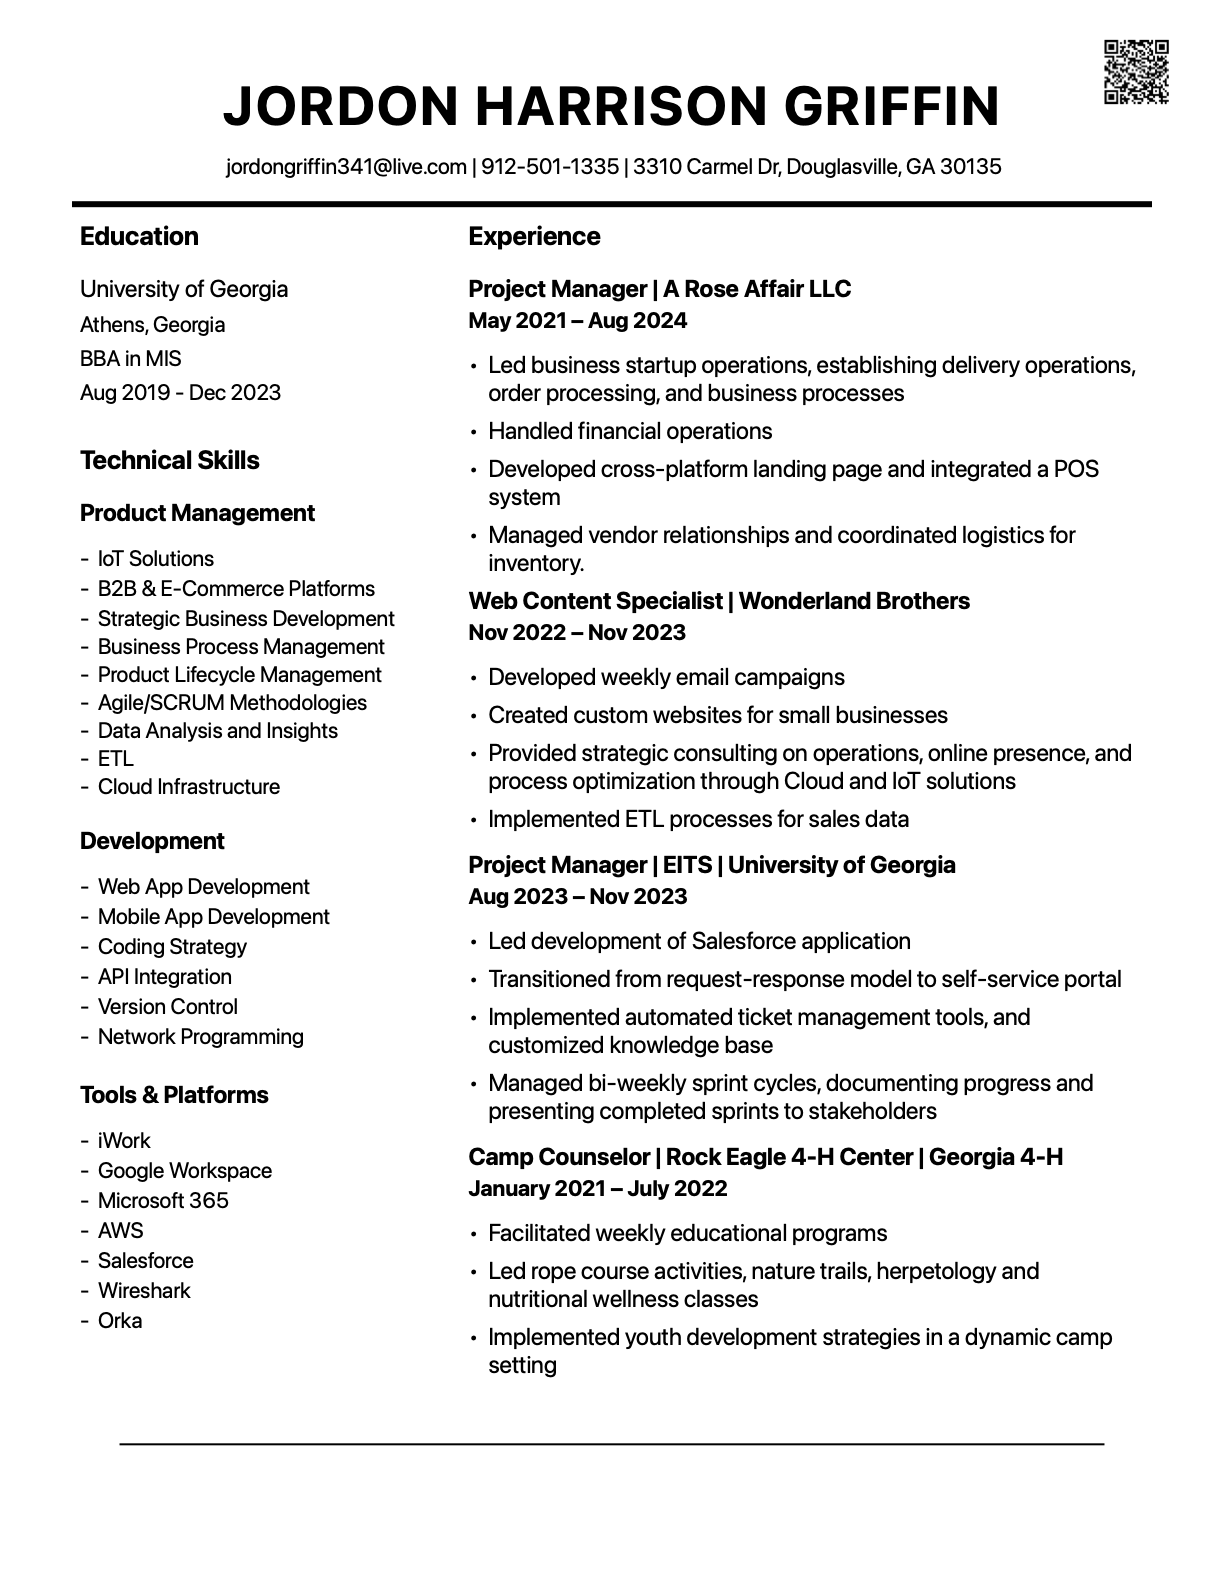 JORDON HARRISON GRIFFIN
jordongriffin341@live.com | 912-501-1335 | 3310 Carmel Dr, Douglasville, GA 30135
Education
University of Georgia
Athens, Georgia
BBA in MIS
Aug 2019 - Dec 2023
Technical Skills
Product Management
- IoT Solutions
- B2B & E-Commerce Platforms
- Strategic Business Development
- Business Process Management
- Product Lifecycle Management
- Agile/SCRUM Methodologies
- Data Analysis and Insights
- ETL
- Cloud Infrastructure
Development
- Web App Development
- Mobile App Development
- Coding Strategy
- API Integration
- Version Control
- Network Programming
Tools & Platforms
- iWork
- Google Workspace
- Microsoft 365
- AWS
- Salesforce
- Wireshark
- Orka
Experience
Project Manager | A Rose Affair LLC
May 2021 – Aug 2024
• Led business startup operations, establishing delivery operations,
order processing, and business processes
• Handled financial operations
• Developed cross-platform landing page and integrated a POS
system
• Managed vendor relationships and coordinated logistics for
inventory.
Web Content Specialist | Wonderland Brothers
Nov 2022 – Nov 2023
• Developed weekly email campaigns
• Created custom websites for small businesses
• Provided strategic consulting on operations, online presence, and
process optimization through Cloud and IoT solutions
• Implemented ETL processes for sales data
Project Manager | EITS | University of Georgia
Aug 2023 – Nov 2023
• Led development of Salesforce application
• Transitioned from request-response model to self-service portal
• Implemented automated ticket management tools, and
customized knowledge base
• Managed bi-weekly sprint cycles, documenting progress and
presenting completed sprints to stakeholders
Camp Counselor | Rock Eagle 4-H Center | Georgia 4-H
January 2021 – July 2022
• Facilitated weekly educational programs
• Led rope course activities, nature trails, herpetology and
nutritional wellness classes
• Implemented youth development strategies in a dynamic camp
setting